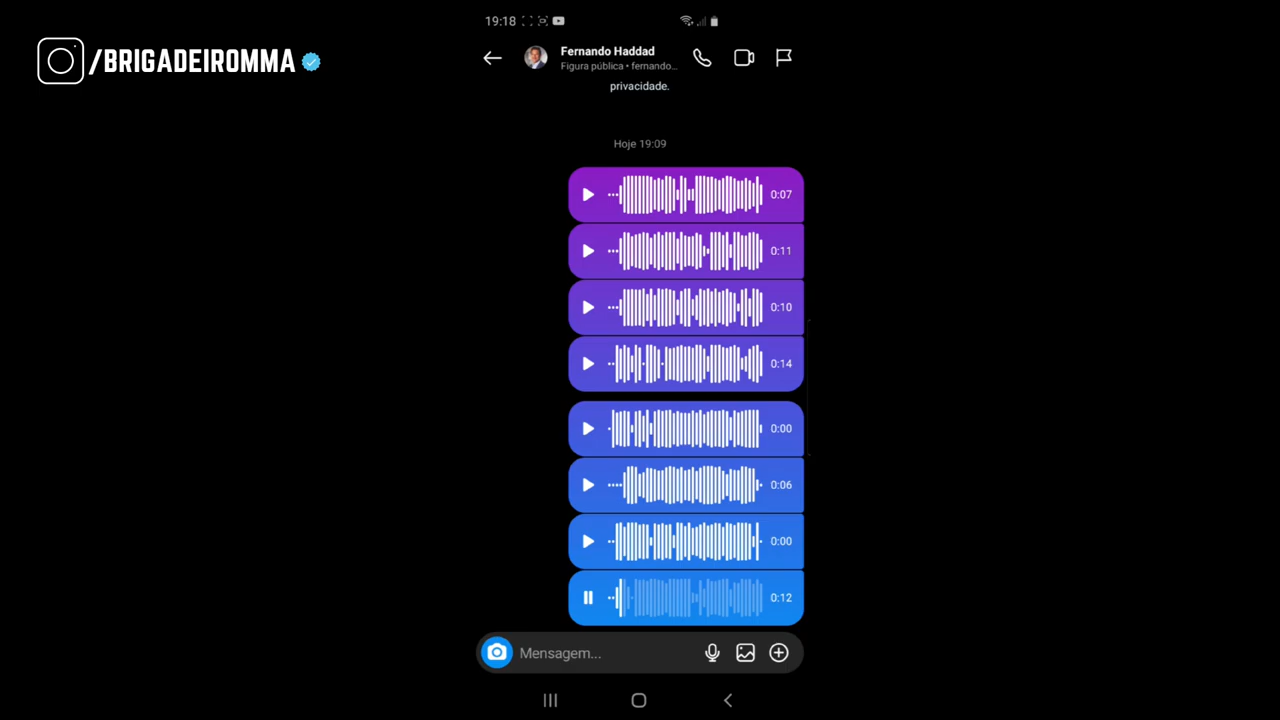 /BRIGADEIROMMA
19:18
Fernando Haddad
Figura pública • fernando...
privacidade.
Hoje 19:09
0:07
0:11
0:10
0:14
0:00
0:06
0:00
0:12
Mensagem...